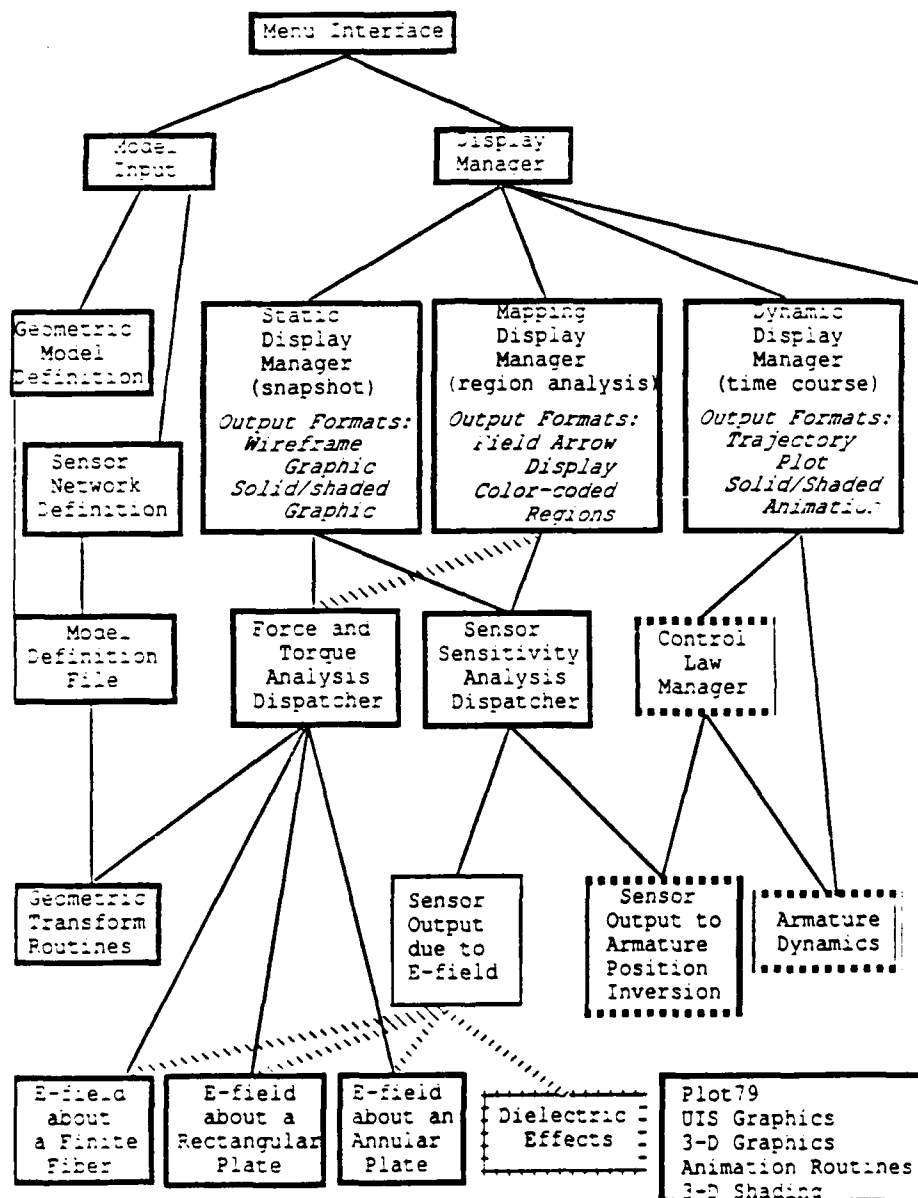 Menu Interface
Model
Input
Display
Manager
Geometric
Model
Definition
Static
Display
Manager
(snapshot)
Output Formats:
Wireframe
Graphic
Solid/shaded
Graphic
Mapping
Display
Manager
(region analysis)
Output Formats:
Field Arrow
Display
Color-coded
Regions
Dynamic
Display
Manager
(time course)
Output Formats:
Trajectory
Plot
Solid/Shaded
Animation
Sensor
Network
Definition
Model
Definition
File
Force and
Torque
Analysis
Dispatcher
Sensor
Sensitivity
Analysis
Dispatcher
Control
Law
Manager
Geometric
Transform
Routines
Sensor
Output
due to
E-field
Sensor
Output to
Armature
Position
Inversion
Armature
Dynamics
E-field
about
a Finite
Fiber
E-field
about a
Rectangular
Plate
E-field
about an
Annular
Plate
Dielectric
Effects
Plot79
UIS Graphics
3-D Graphics
Animation Routines
3-D Shading